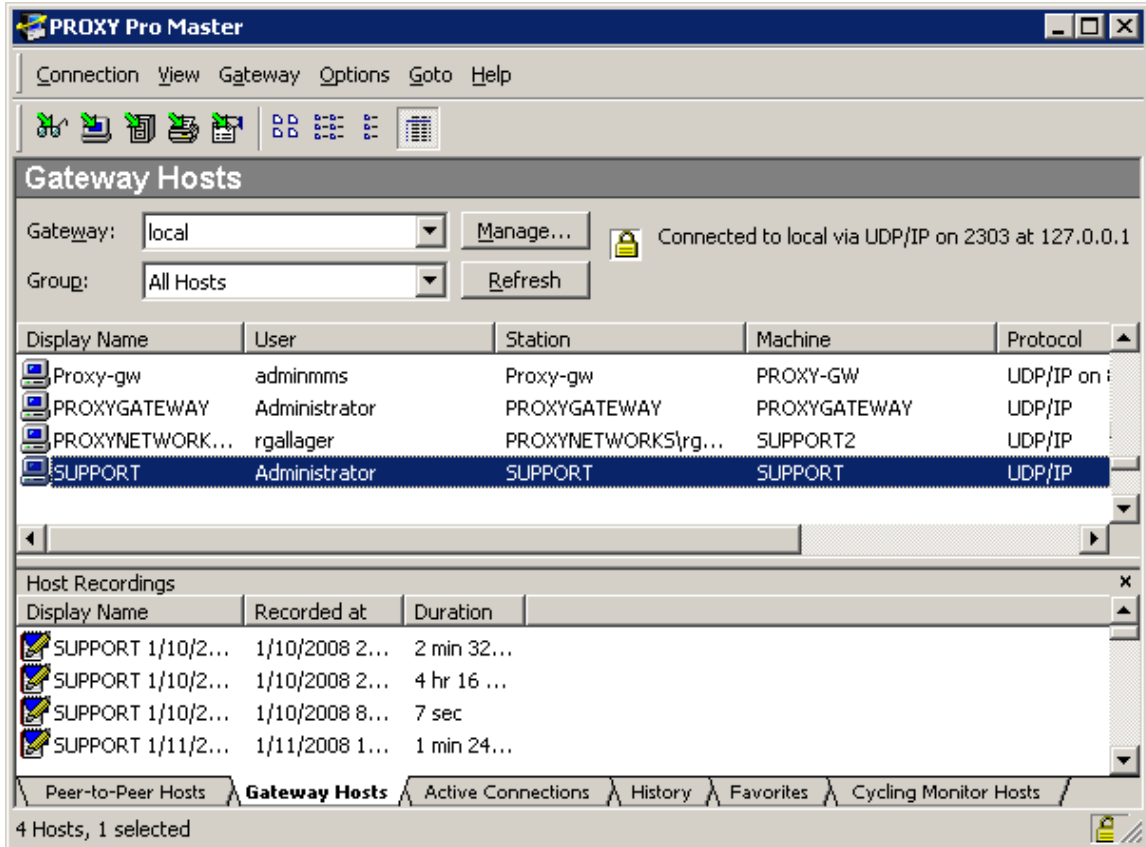 PROXY Pro Master
Connection View Gateway Options Goto Help
Gateway Hosts
Gateway: local Manage... Connected to local via UDP/IP on 2303 at 127.0.0.1
Group: All Hosts Refresh
Display Name User Station Machine Protocol
Proxy-gw adminmms Proxy-gw PROXY-GW UDP/IP on
PROXYGATEWAY Administrator PROXYGATEWAY PROXYGATEWAY UDP/IP
PROXYNETWORK... rgallager PROXYNETWORKS\rg... SUPPORT2 UDP/IP
SUPPORT Administrator SUPPORT SUPPORT UDP/IP
Host Recordings
Display Name Recorded at Duration
SUPPORT 1/10/2... 1/10/2008 2... 2 min 32...
SUPPORT 1/10/2... 1/10/2008 2... 4 hr 16 ...
SUPPORT 1/10/2... 1/10/2008 8... 7 sec
SUPPORT 1/11/2... 1/11/2008 1... 1 min 24...
Peer-to-Peer Hosts Gateway Hosts Active Connections History Favorites Cycling Monitor Hosts
4 Hosts, 1 selected